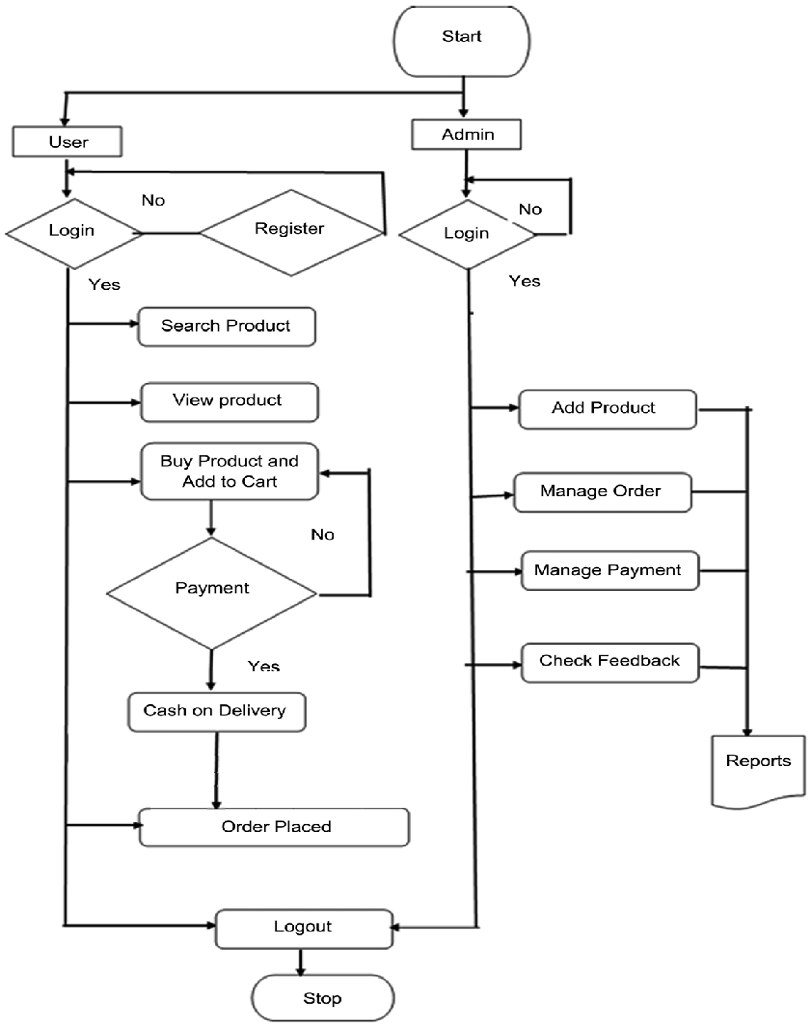 Start
User
Admin
No
Login
Register
Yes
No
Login
Yes
Search Product
View product
Buy Product and
Add to Cart
No
Payment
Yes
Cash on Delivery
Order Placed
Add Product
Manage Order
Manage Payment
Check Feedback
Reports
Logout
Stop